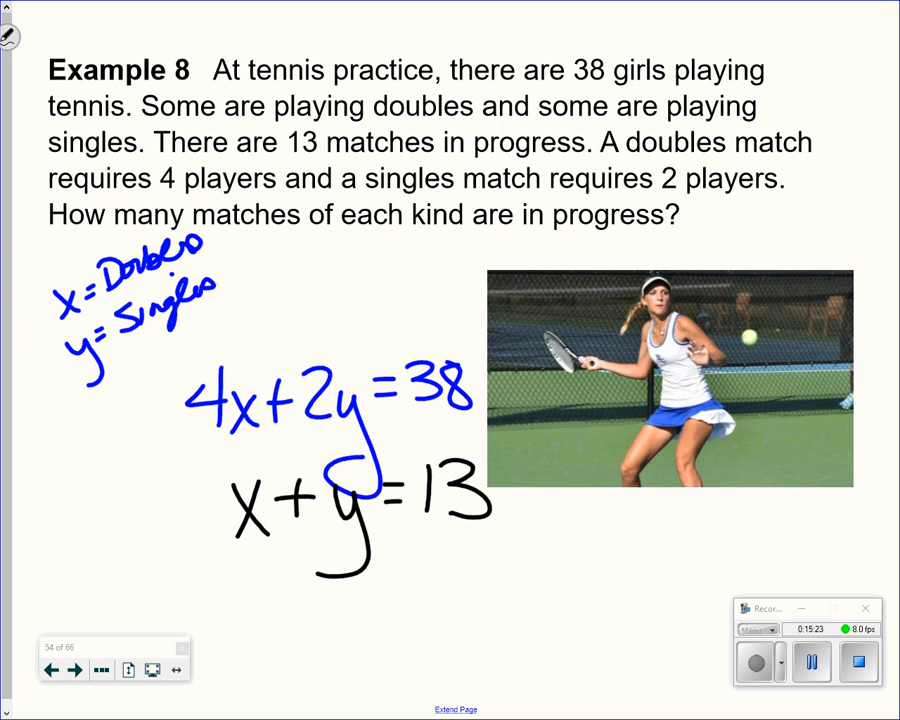 Example 8 At tennis practice, there are 38 girls playing
tennis. Some are playing doubles and some are playing
singles. There are 13 matches in progress. A doubles match
requires 4 players and a singles match requires 2 players.
How many matches of each kind are in progress?
x = Doubles
y = Singles
4x+2y=38
x+y=13
Recor...
Menu
0:15:23
8.0 fps
54 of 66
Extend Page